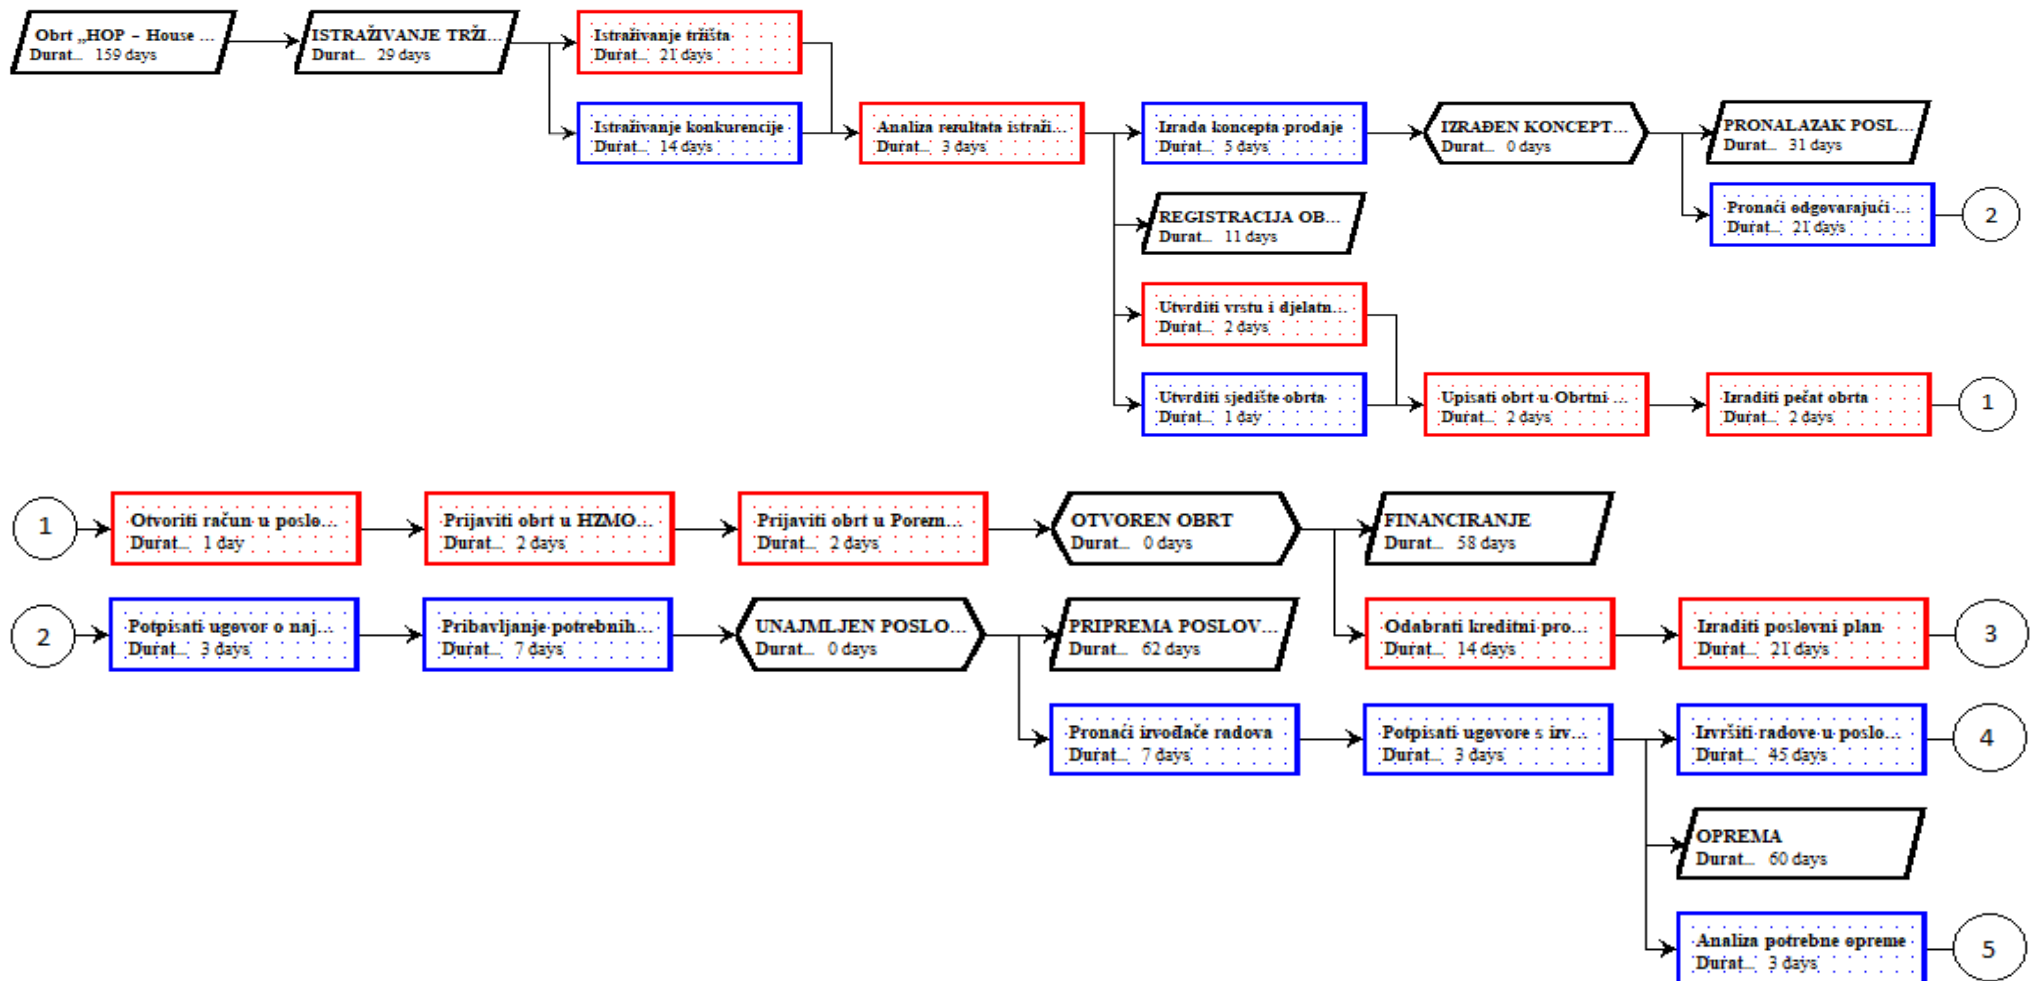 Obrt „HOP – House ...
Durat... 159 days
ISTRAŽIVANJE TRŽI...
Durat... 29 days
Istraživanje tržišta
Durat... 21 days
Istraživanje konkurencije
Durat... 14 days
Analiza rezultata istraži...
Durat... 3 days
Izrada koncepta prodaje
Durat... 5 days
IZRAĐEN KONCEPT...
Durat... 0 days
PRONALAZAK POSL...
Durat... 31 days
Pronaći odgovarajući ...
Durat... 21 days
2
REGISTRACIJA OB...
Durat... 11 days
Utvrditi vrstu i djelatn...
Durat... 2 days
Utvrditi sjedište obrta
Durat... 1 day
Upisati obrt u Obrtni ...
Durat... 2 days
Izraditi pečat obrta
Durat... 2 days
1
1
Otvoriti račun u poslo...
Durat... 1 day
Prijaviti obrt u HZMO...
Durat... 2 days
Prijaviti obrt u Porezn...
Durat... 2 days
OTVOREN OBRT
Durat... 0 days
FINANCIRANJE
Durat... 58 days
2
Potpisati ugovor o naj...
Durat... 3 days
Pribavljanje potrebnih...
Durat... 7 days
UNAJMLJEN POSLO...
Durat... 0 days
PRIPREMA POSLOV...
Durat... 62 days
Odabrati kreditni pro...
Durat... 14 days
Izraditi poslovni plan
Durat... 21 days
3
Pronaći izvođače radova
Durat... 7 days
Potpisati ugovore s izv...
Durat... 3 days
Izvršiti radove u poslo...
Durat... 45 days
4
OPREMA
Durat... 60 days
Analiza potrebne opreme
Durat... 3 days
5